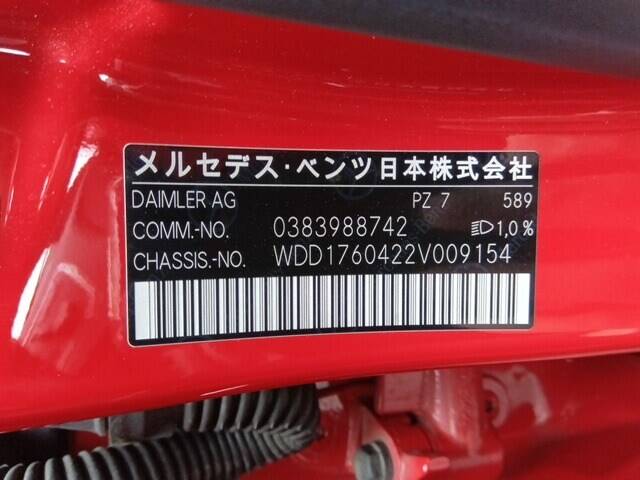 メルセデス・ベンツ日本株式会社
DAIMLER AG PZ 7 589
COMM.-NO. 0383988742 1,0%
CHASSIS.-NO. WDD1760422V009154